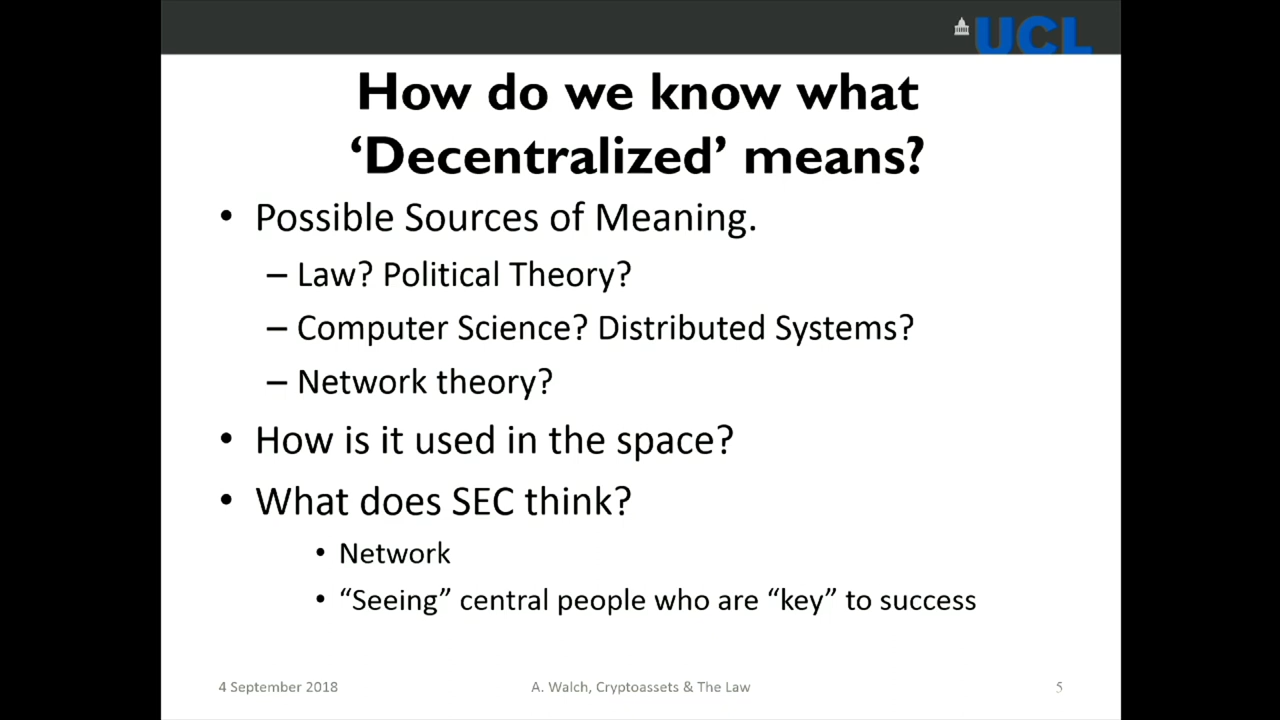 UCL
How do we know what
‘Decentralized’ means?
• Possible Sources of Meaning.
– Law? Political Theory?
– Computer Science? Distributed Systems?
– Network theory?
• How is it used in the space?
• What does SEC think?
• Network
• “Seeing” central people who are “key” to success
4 September 2018
A. Walch, Cryptoassets & The Law
5